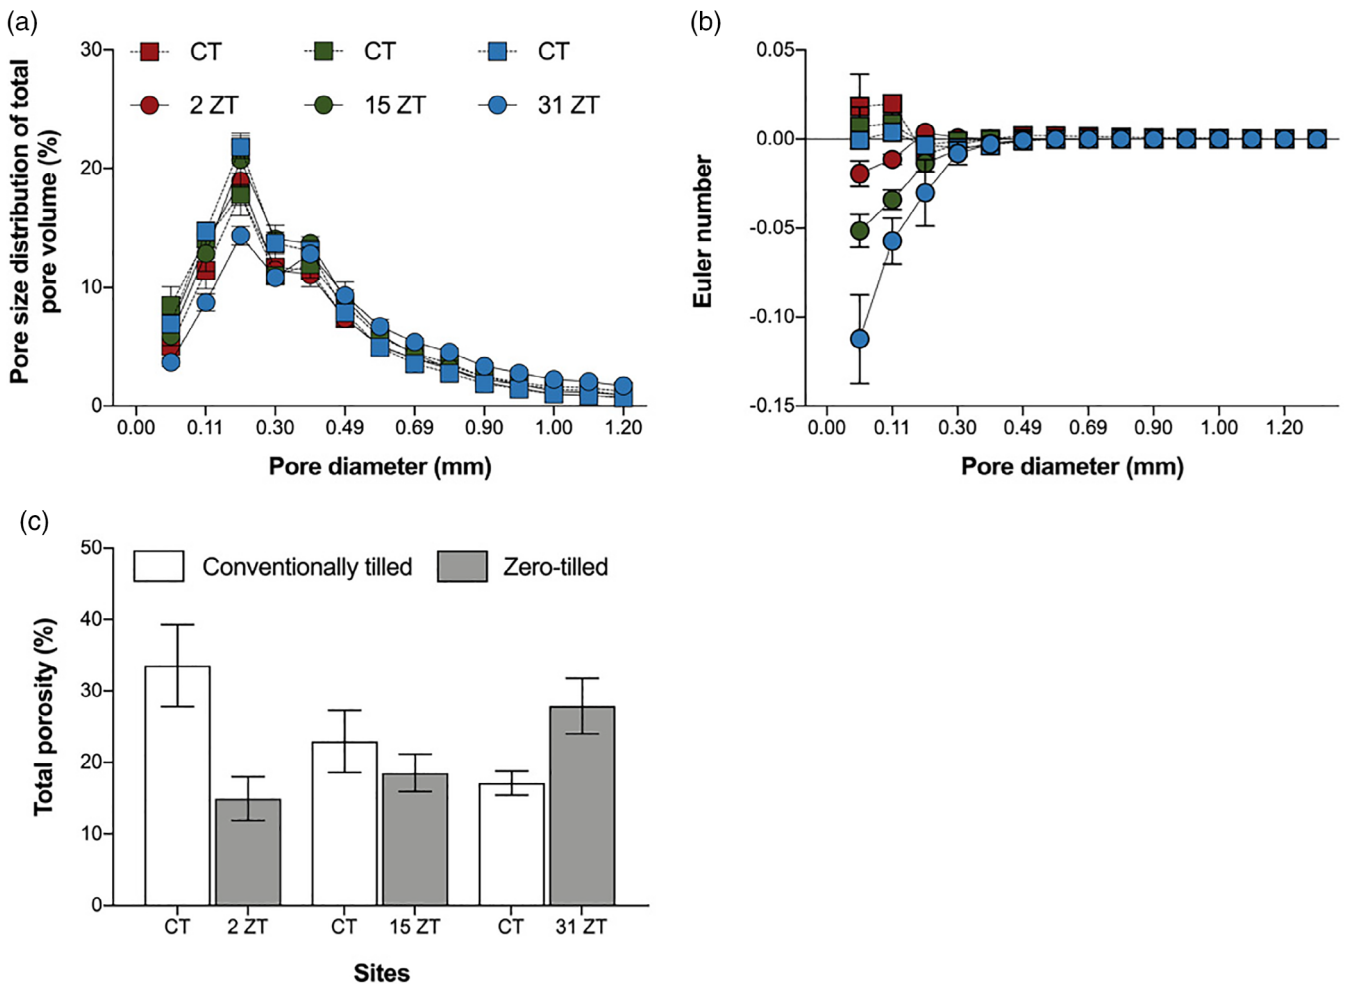 (a)
Pore size distribution of total
pore volume (%)
30
20
10
0
CT
CT
CT
2 ZT
15 ZT
31 ZT
0.00 0.11 0.30 0.49 0.69 0.90 1.00 1.20
Pore diameter (mm)
(b)
Euler number
0.05
0.00
-0.05
-0.10
-0.15
0.00 0.11 0.30 0.49 0.69 0.90 1.00 1.20
Pore diameter (mm)
(c)
Total porosity (%)
50
40
30
20
10
0
Conventionally tilled
Zero-tilled
CT 2 ZT CT 15 ZT CT 31 ZT
Sites